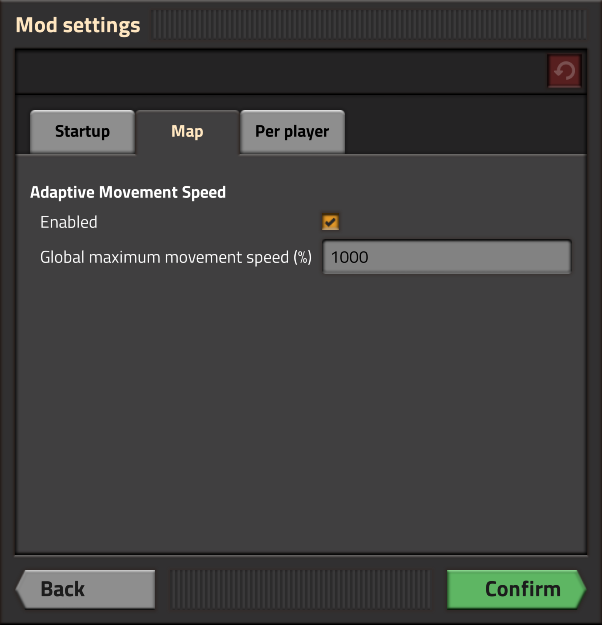 Mod settings
Startup
Map
Per player
Adaptive Movement Speed
Enabled
Global maximum movement speed (%) 1000
Back
Confirm